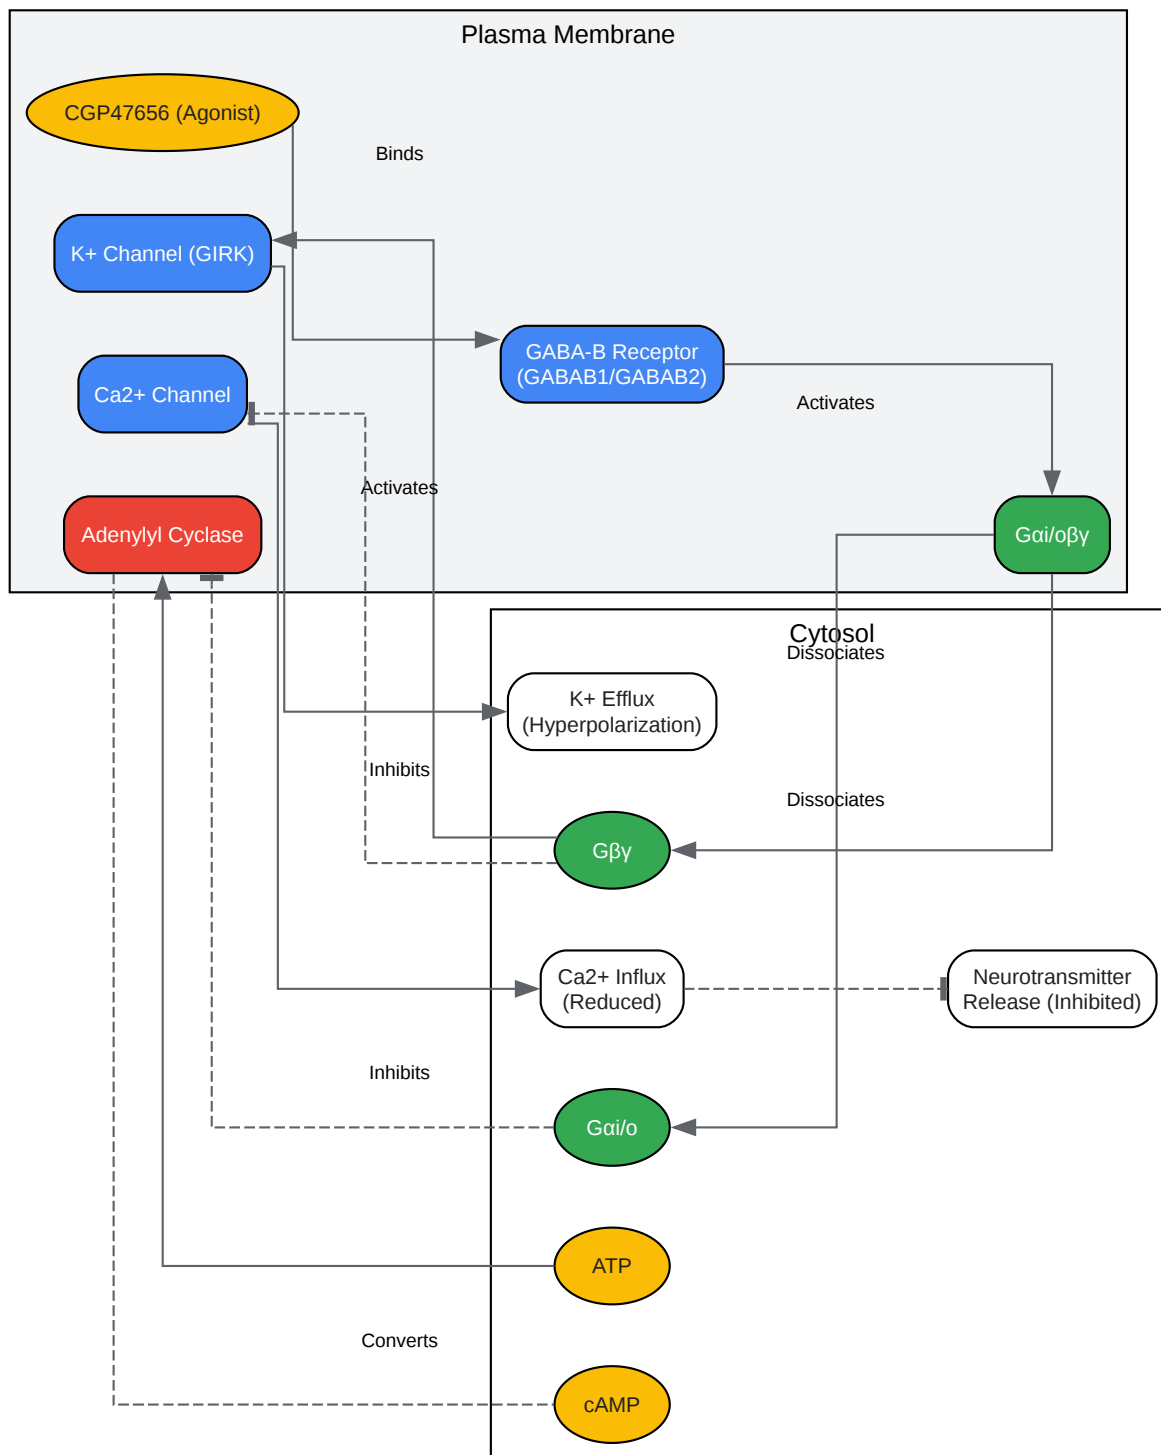 Plasma Membrane
CGP47656 (Agonist)
Binds
K+ Channel (GIRK)
GABA-B Receptor
(GABAB1/GABAB2)
Ca2+ Channel
Activates
Activates
Adenylyl Cyclase
Gαi/oβγ
Cytosol
Dissociates
K+ Efflux
(Hyperpolarization)
Inhibits
Dissociates
Gβγ
Ca2+ Influx
(Reduced)
Neurotransmitter
Release (Inhibited)
Inhibits
Gαi/o
ATP
Converts
cAMP